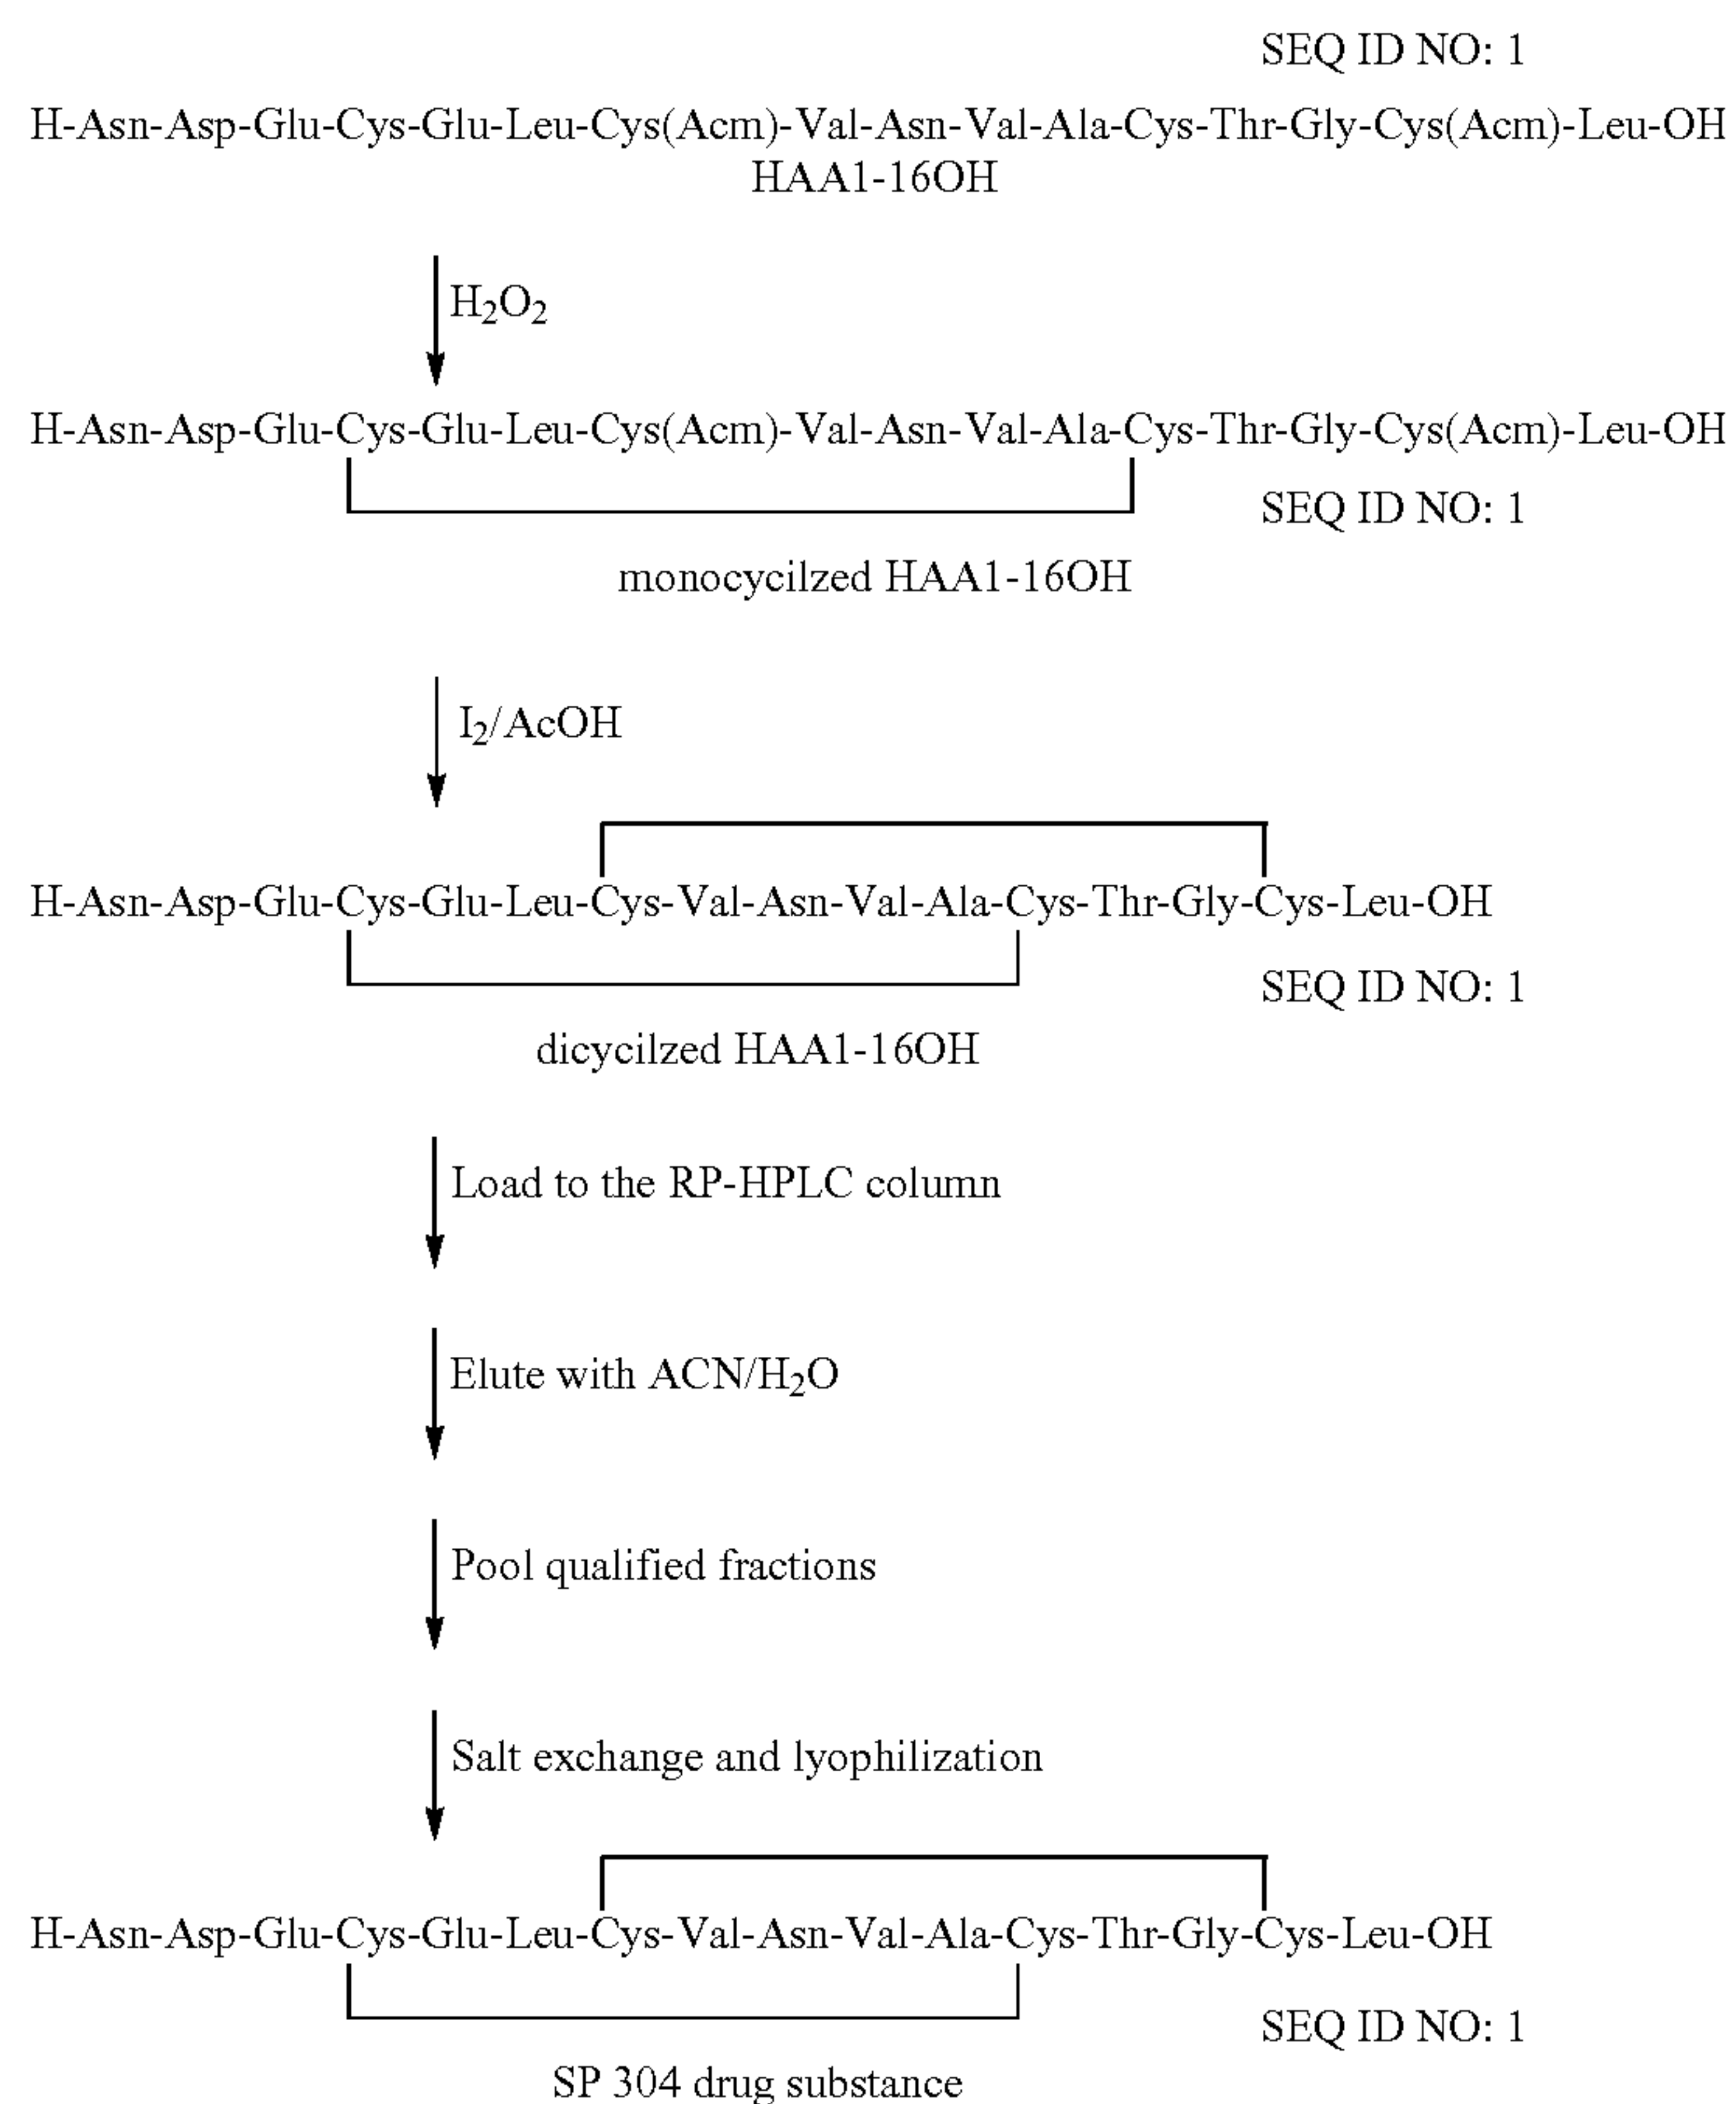 SEQ ID NO: 1
H-Asn-Asp-Glu-Cys-Glu-Leu-Cys(Acm)-Val-Asn-Val-Ala-Cys-Thr-Gly-Cys(Acm)-Leu-OH
HAA1-16OH
H₂O₂
H-Asn-Asp-Glu-Cys-Glu-Leu-Cys(Acm)-Val-Asn-Val-Ala-Cys-Thr-Gly-Cys(Acm)-Leu-OH
SEQ ID NO: 1
monocycilzed HAA1-16OH
I₂/AcOH
H-Asn-Asp-Glu-Cys-Glu-Leu-Cys-Val-Asn-Val-Ala-Cys-Thr-Gly-Cys-Leu-OH
SEQ ID NO: 1
dicycilzed HAA1-16OH
Load to the RP-HPLC column
Elute with ACN/H₂O
Pool qualified fractions
Salt exchange and lyophilization
H-Asn-Asp-Glu-Cys-Glu-Leu-Cys-Val-Asn-Val-Ala-Cys-Thr-Gly-Cys-Leu-OH
SEQ ID NO: 1
SP 304 drug substance